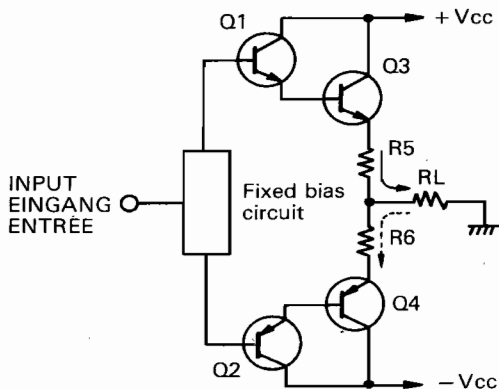 Q1
+ Vcc
Q3
R5
RL
INPUT
EINGANG
ENTRÉE
Fixed bias
circuit
R6
Q4
Q2
− Vcc